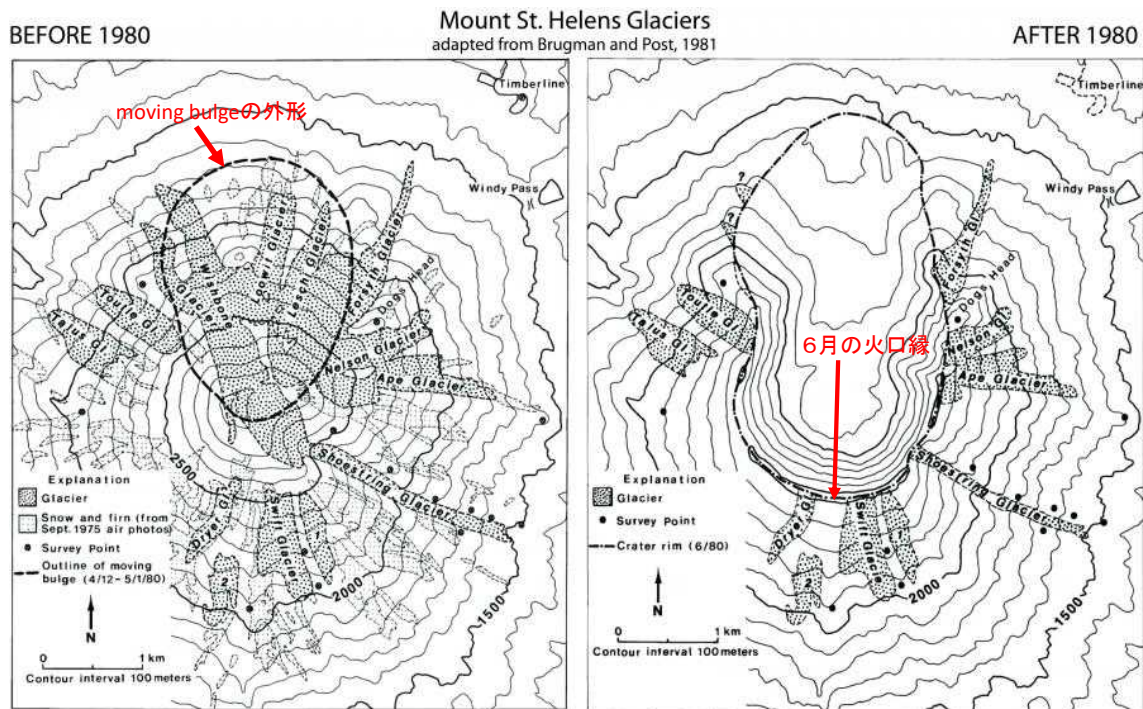 Mount St. Helens Glaciers
adapted from Brugman and Post, 1981
BEFORE 1980
AFTER 1980
Timberline
moving bulgeの外形
Windy Pass
Wishbone Glacier
Loowit Glacier
Leschi Glacier
Forsyth Glacier
Dogs Head
Toutle Gl.
Talus Gl.
Nelson Glacier
Ape Glacier
Shoestring Glacier
2500
Dryer Gl.
Swift Glacier
1
2
2000
1500
Explanation
Glacier
Snow and firn (from
Sept. 1975 air photos)
Survey Point
Outline of moving
bulge (4/12-5/1/80)
N
0 1 km
Contour interval 100 meters
Timberline
Windy Pass
?
?
Forsyth Glacier
Dogs Head
Toutle Gl.
Talus Gl.
6月の火口縁
Nelson Gl.
Ape Glacier
Shoestring Glacier
Dryer Gl.
Swift Glacier
1
2
2000
1500
Explanation
Glacier
Survey Point
Crater rim (6/80)
N
0 1 km
Contour interval 100 meters